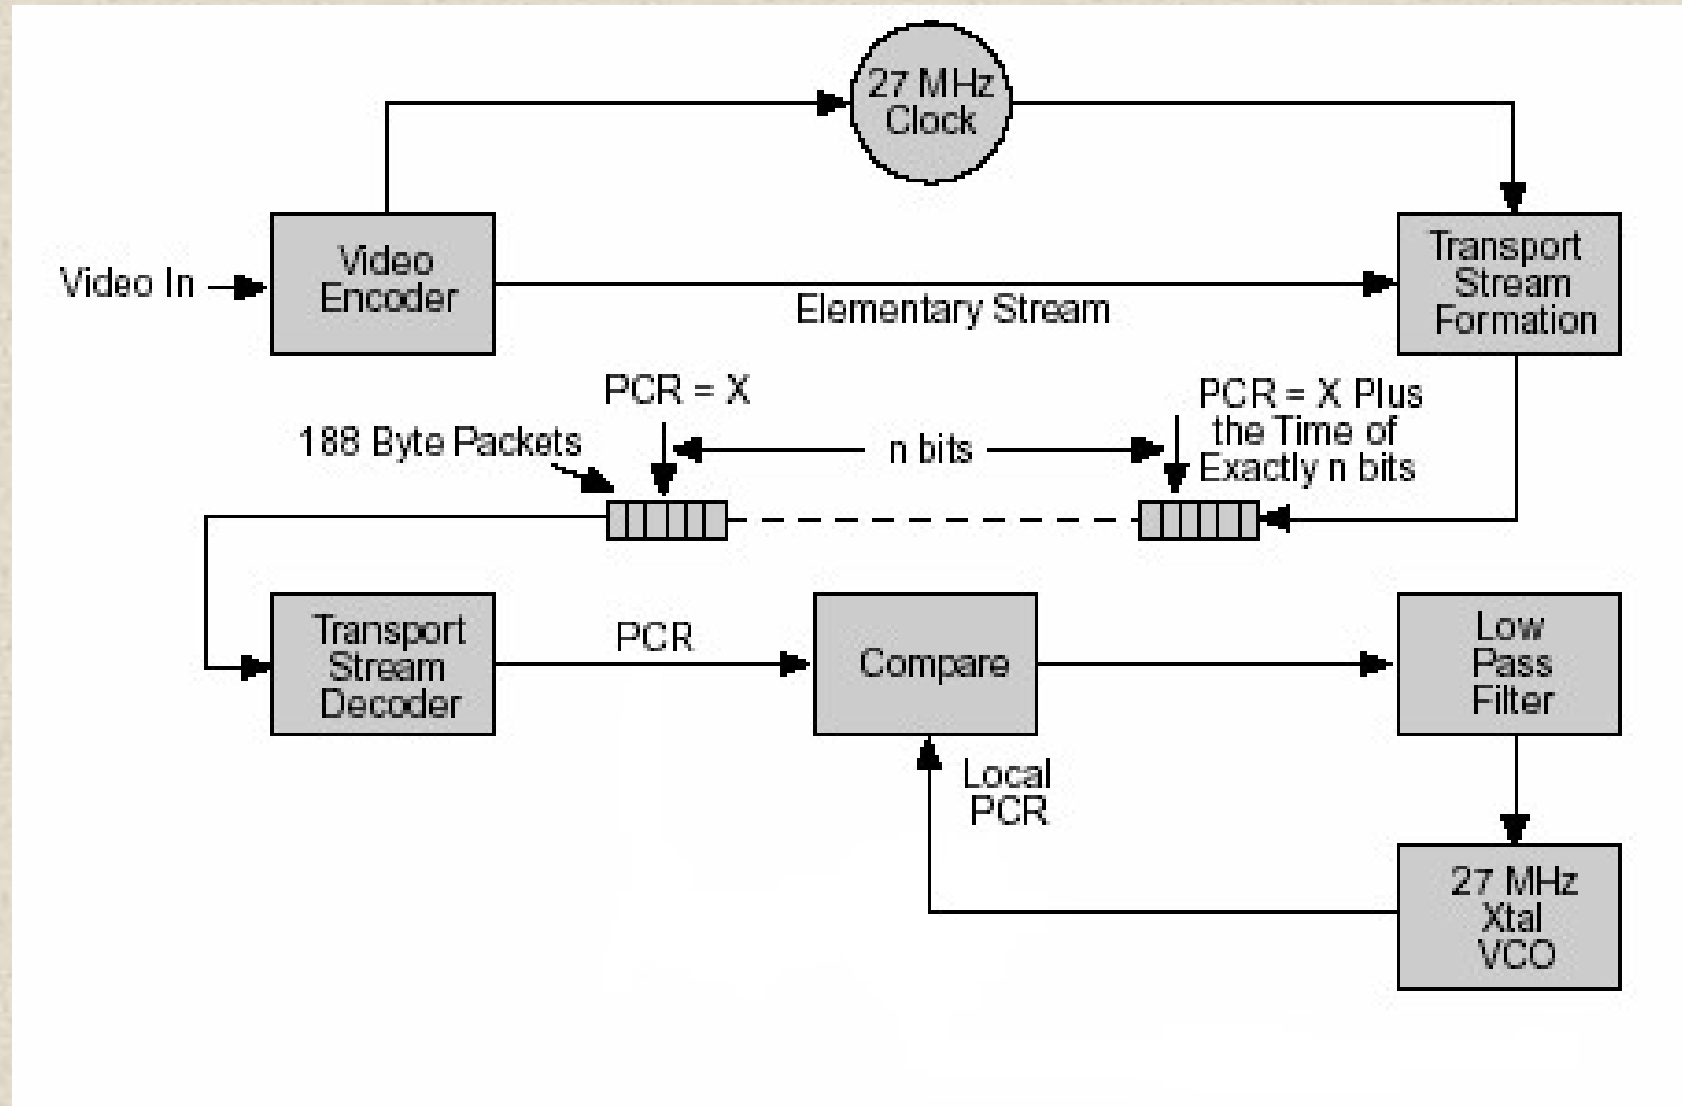 27 MHz
Clock
Video In
Video
Encoder
Elementary Stream
Transport
Stream
Formation
PCR = X
188 Byte Packets
n bits
PCR = X Plus
the Time of
Exactly n bits
Transport
Stream
Decoder
PCR
Compare
Low
Pass
Filter
Local
PCR
27 MHz
Xtal
VCO